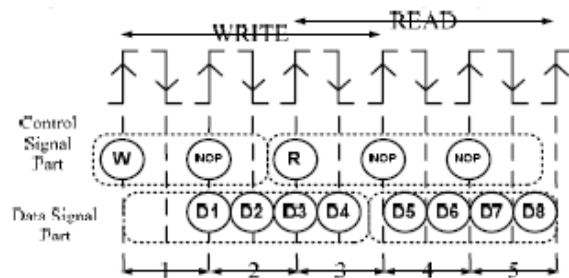 READ
WRITE
Control
Signal
Part
W NOP R NOP NOP
Data Signal
Part
D1 D2 D3 D4 D5 D6 D7 D8
1 2 3 4 5